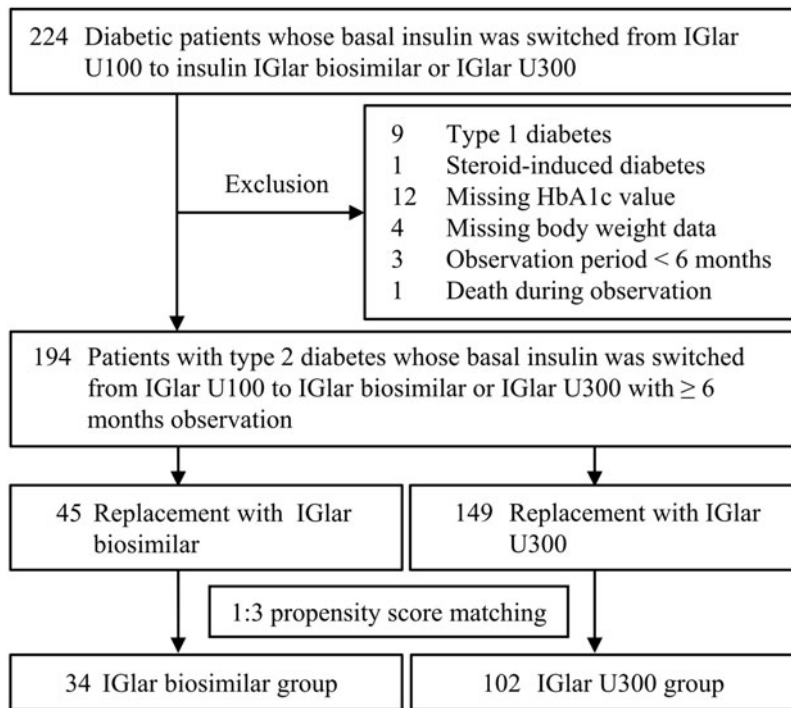 224 Diabetic patients whose basal insulin was switched from IGlar
U100 to insulin IGlar biosimilar or IGlar U300
Exclusion
9 Type 1 diabetes
1 Steroid-induced diabetes
12 Missing HbA1c value
4 Missing body weight data
3 Observation period < 6 months
1 Death during observation
194 Patients with type 2 diabetes whose basal insulin was switched
from IGlar U100 to IGlar biosimilar or IGlar U300 with ≥ 6
months observation
45 Replacement with IGlar
biosimilar
149 Replacement with IGlar
U300
1:3 propensity score matching
34 IGlar biosimilar group
102 IGlar U300 group